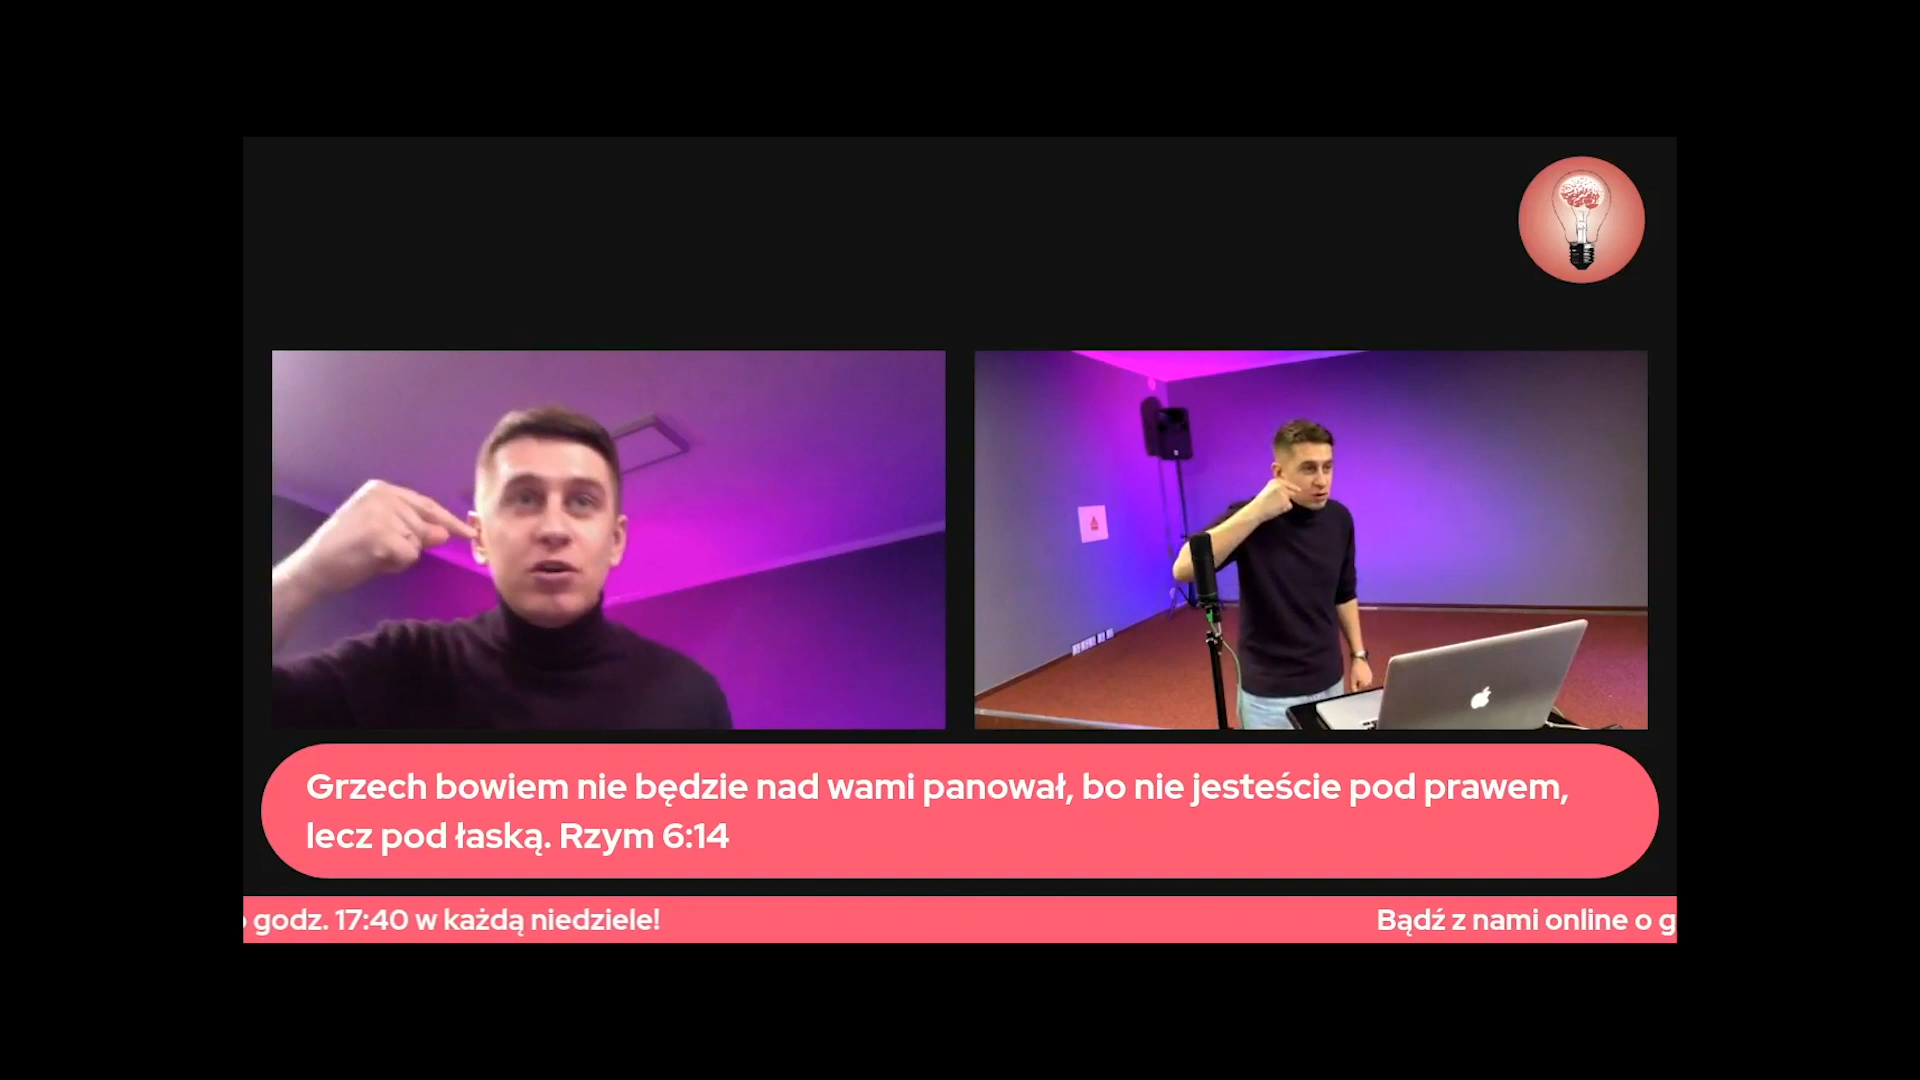 Grzech bowiem nie będzie nad wami panował, bo nie jesteście pod prawem,
lecz pod łaską. Rzym 6:14
godz. 17:40 w każdą niedziele!
Bądź z nami online o g